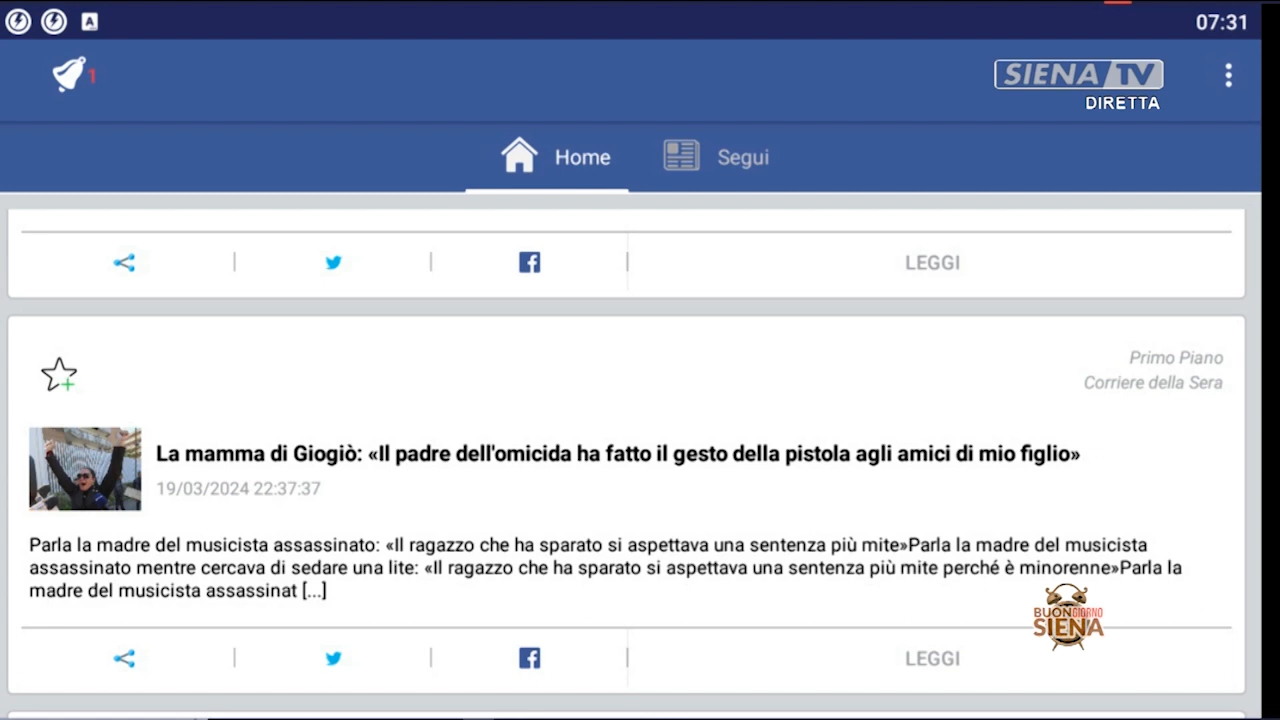 07:31
1
SIENA TV
DIRETTA
Home
Segui
LEGGI
Primo Piano
Corriere della Sera
La mamma di Giogiò: «Il padre dell'omicida ha fatto il gesto della pistola agli amici di mio figlio»
19/03/2024 22:37:37
Parla la madre del musicista assassinato: «Il ragazzo che ha sparato si aspettava una sentenza più mite»Parla la madre del musicista
assassinato mentre cercava di sedare una lite: «Il ragazzo che ha sparato si aspettava una sentenza più mite perché è minorenne»Parla la
madre del musicista assassinat [...]
BUONGIORNO
SIENA
LEGGI